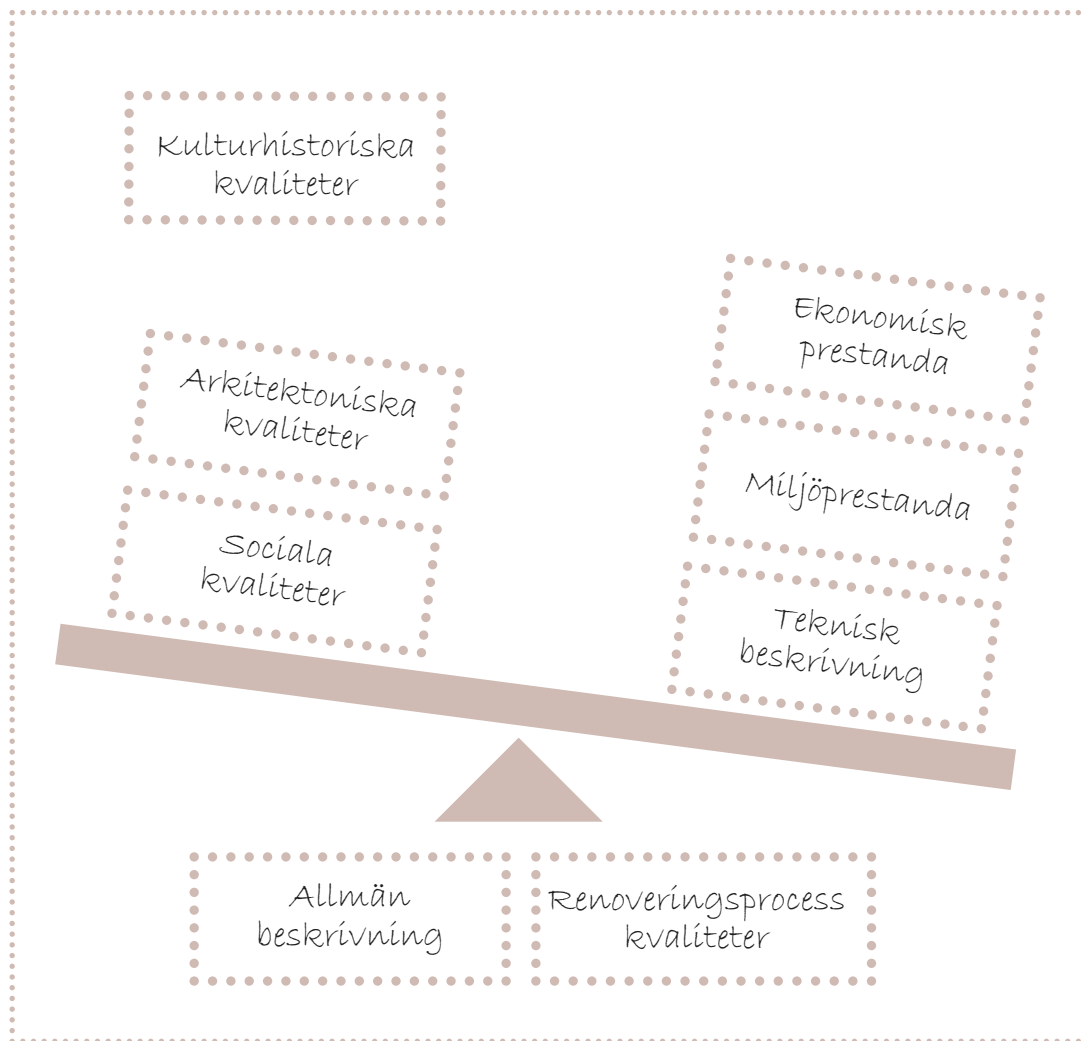 Kulturhistoriska
kvaliteter
Arkitektoniska
kvaliteter
Sociala
kvaliteter
Ekonomisk
prestanda
Miljöprestanda
Teknisk
beskrivning
Allmän
beskrivning
Renoveringsprocess
kvaliteter